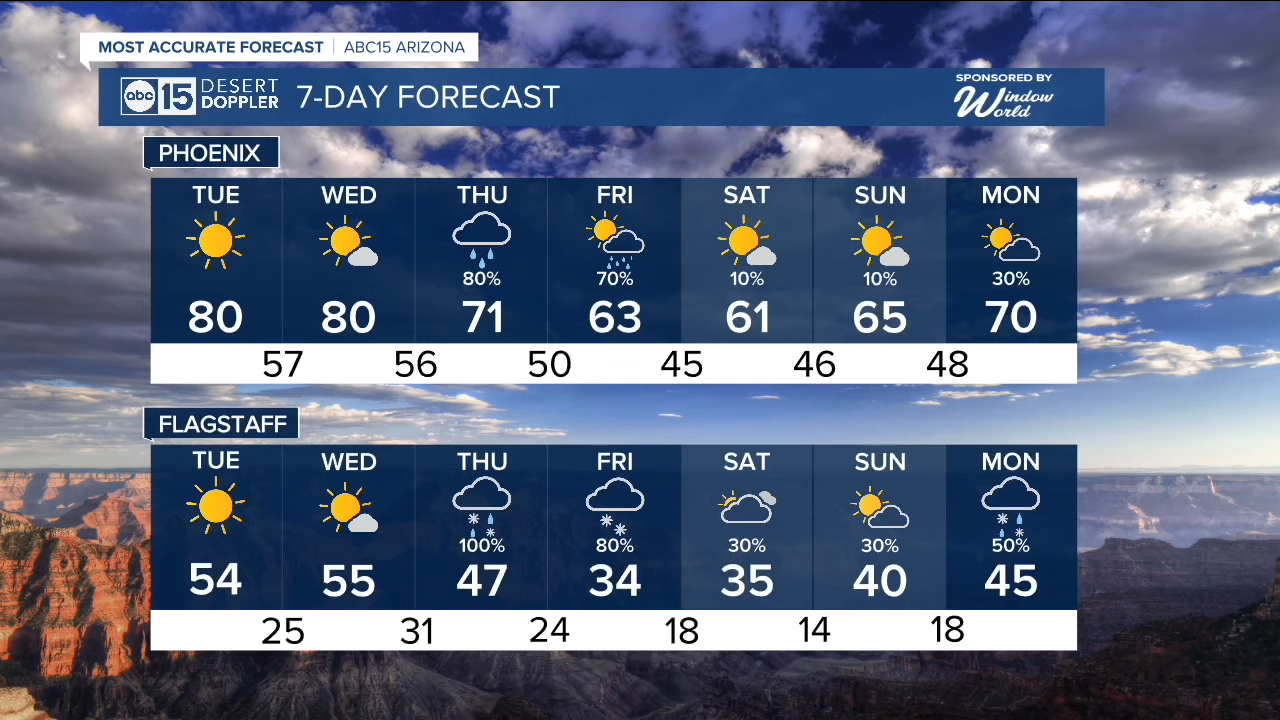 MOST ACCURATE FORECAST | ABC15 ARIZONA
abc 15 DESERT DOPPLER 7-DAY FORECAST
SPONSORED BY
Window World
PHOENIX
TUE WED THU FRI SAT SUN MON
80% 70% 10% 10% 30%
80 80 71 63 61 65 70
57 56 50 45 46 48
FLAGSTAFF
TUE WED THU FRI SAT SUN MON
100% 80% 30% 30% 50%
54 55 47 34 35 40 45
25 31 24 18 14 18